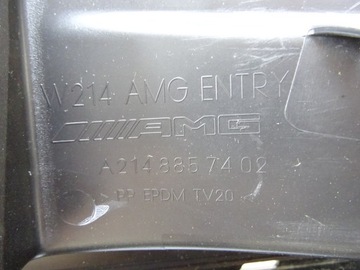 W214 AMG ENTRY
AMG
A 214 885 74 02
PP EPDM TV20